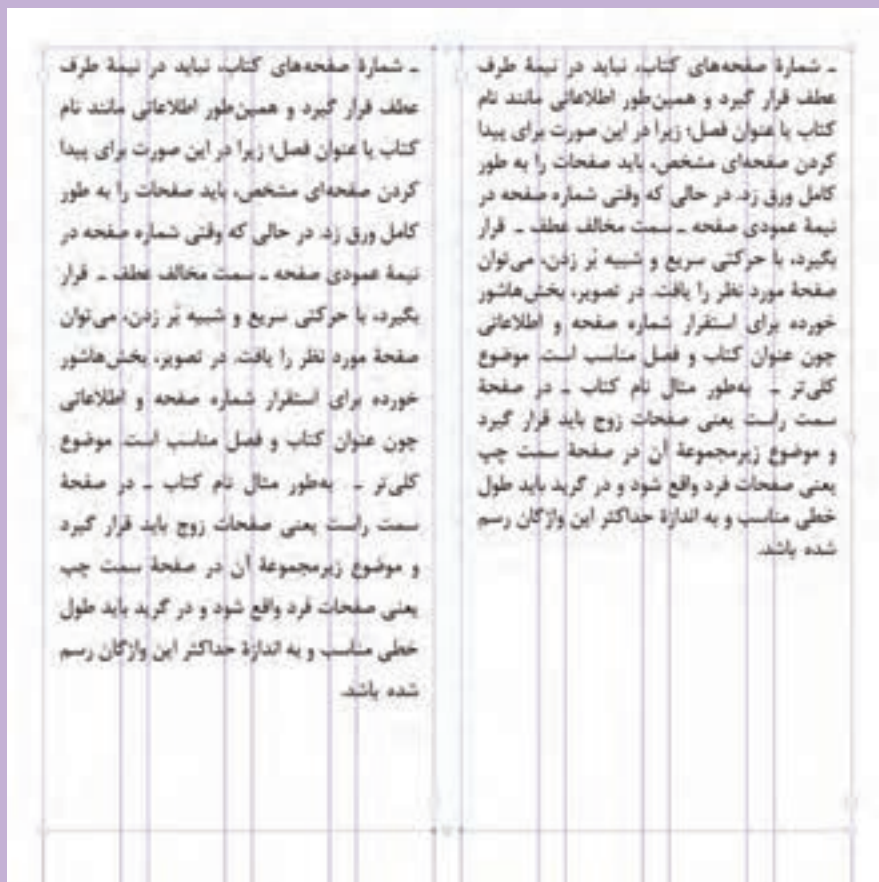 ـ شمارهٔ صفحه‌های کتاب، نباید در نیمهٔ طرف
عطف قرار گیرد و همین‌طور اطلاعاتی مانند نام
کتاب یا عنوان فصل؛ زیرا در این صورت برای پیدا
کردن صفحه‌ای مشخص، باید صفحات را به طور
کامل ورق زد. در حالی که وقتی شماره صفحه در
نیمهٔ عمودی صفحه ـ سمت مخالف عطف ـ قرار
بگیرد، با حرکتی سریع و شبیه بُر زدن، می‌توان
صفحهٔ مورد نظر را یافت. در تصویر، بخش‌هاشور
خورده برای استقرار شماره صفحه و اطلاعاتی
چون عنوان کتاب و فصل مناسب است. موضوع
کلی‌تر ـ به‌طور مثال نام کتاب ـ در صفحهٔ
سمت راست یعنی صفحات زوج باید قرار گیرد
و موضوع زیرمجموعهٔ آن در صفحهٔ سمت چپ
یعنی صفحات فرد واقع شود و در گرید باید طول
خطی مناسب و به اندازهٔ حداکثر این واژگان رسم
شده باشد.
ـ شمارهٔ صفحه‌های کتاب، نباید در نیمهٔ طرف
عطف قرار گیرد و همین‌طور اطلاعاتی مانند نام
کتاب یا عنوان فصل؛ زیرا در این صورت برای پیدا
کردن صفحه‌ای مشخص، باید صفحات را به طور
کامل ورق زد. در حالی که وقتی شماره صفحه در
نیمهٔ عمودی صفحه ـ سمت مخالف عطف ـ قرار
بگیرد، با حرکتی سریع و شبیه بُر زدن، می‌توان
صفحهٔ مورد نظر را یافت. در تصویر، بخش‌هاشور
خورده برای استقرار شماره صفحه و اطلاعاتی
چون عنوان کتاب و فصل مناسب است. موضوع
کلی‌تر ـ به‌طور مثال نام کتاب ـ در صفحهٔ
سمت راست یعنی صفحات زوج باید قرار گیرد
و موضوع زیرمجموعهٔ آن در صفحهٔ سمت چپ
یعنی صفحات فرد واقع شود و در گرید باید طول
خطی مناسب و به اندازهٔ حداکثر این واژگان رسم
شده باشد.